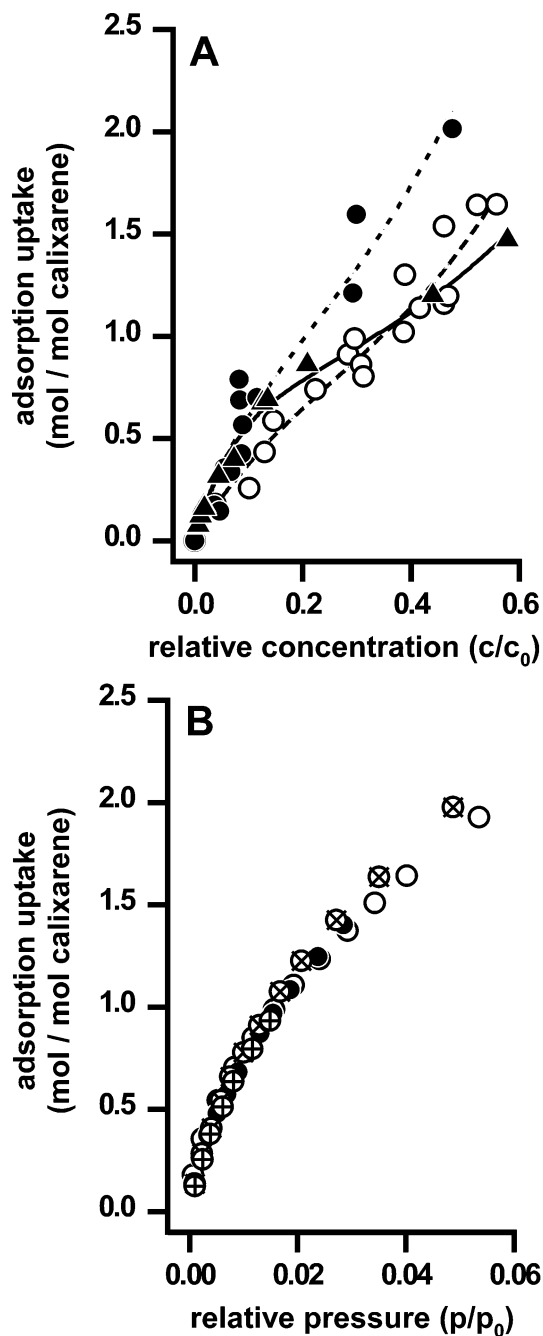 A
2.5
2.0
1.5
1.0
0.5
0.0
adsorption uptake
(mol / mol calixarene)
0.0 0.2 0.4 0.6
relative concentration (c/c0)
B
2.5
2.0
1.5
1.0
0.5
0.0
adsorption uptake
(mol / mol calixarene)
0.00 0.02 0.04 0.06
relative pressure (p/p0)